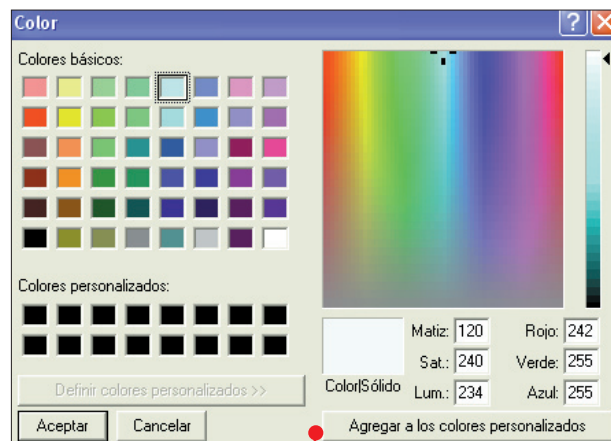 Color
Colores básicos:
Colores personalizados:
Definir colores personalizados >>
Aceptar
Cancelar
Color|Sólido
Matiz: 120
Sat.: 240
Lum.: 234
Rojo: 242
Verde: 255
Azul: 255
Agregar a los colores personalizados